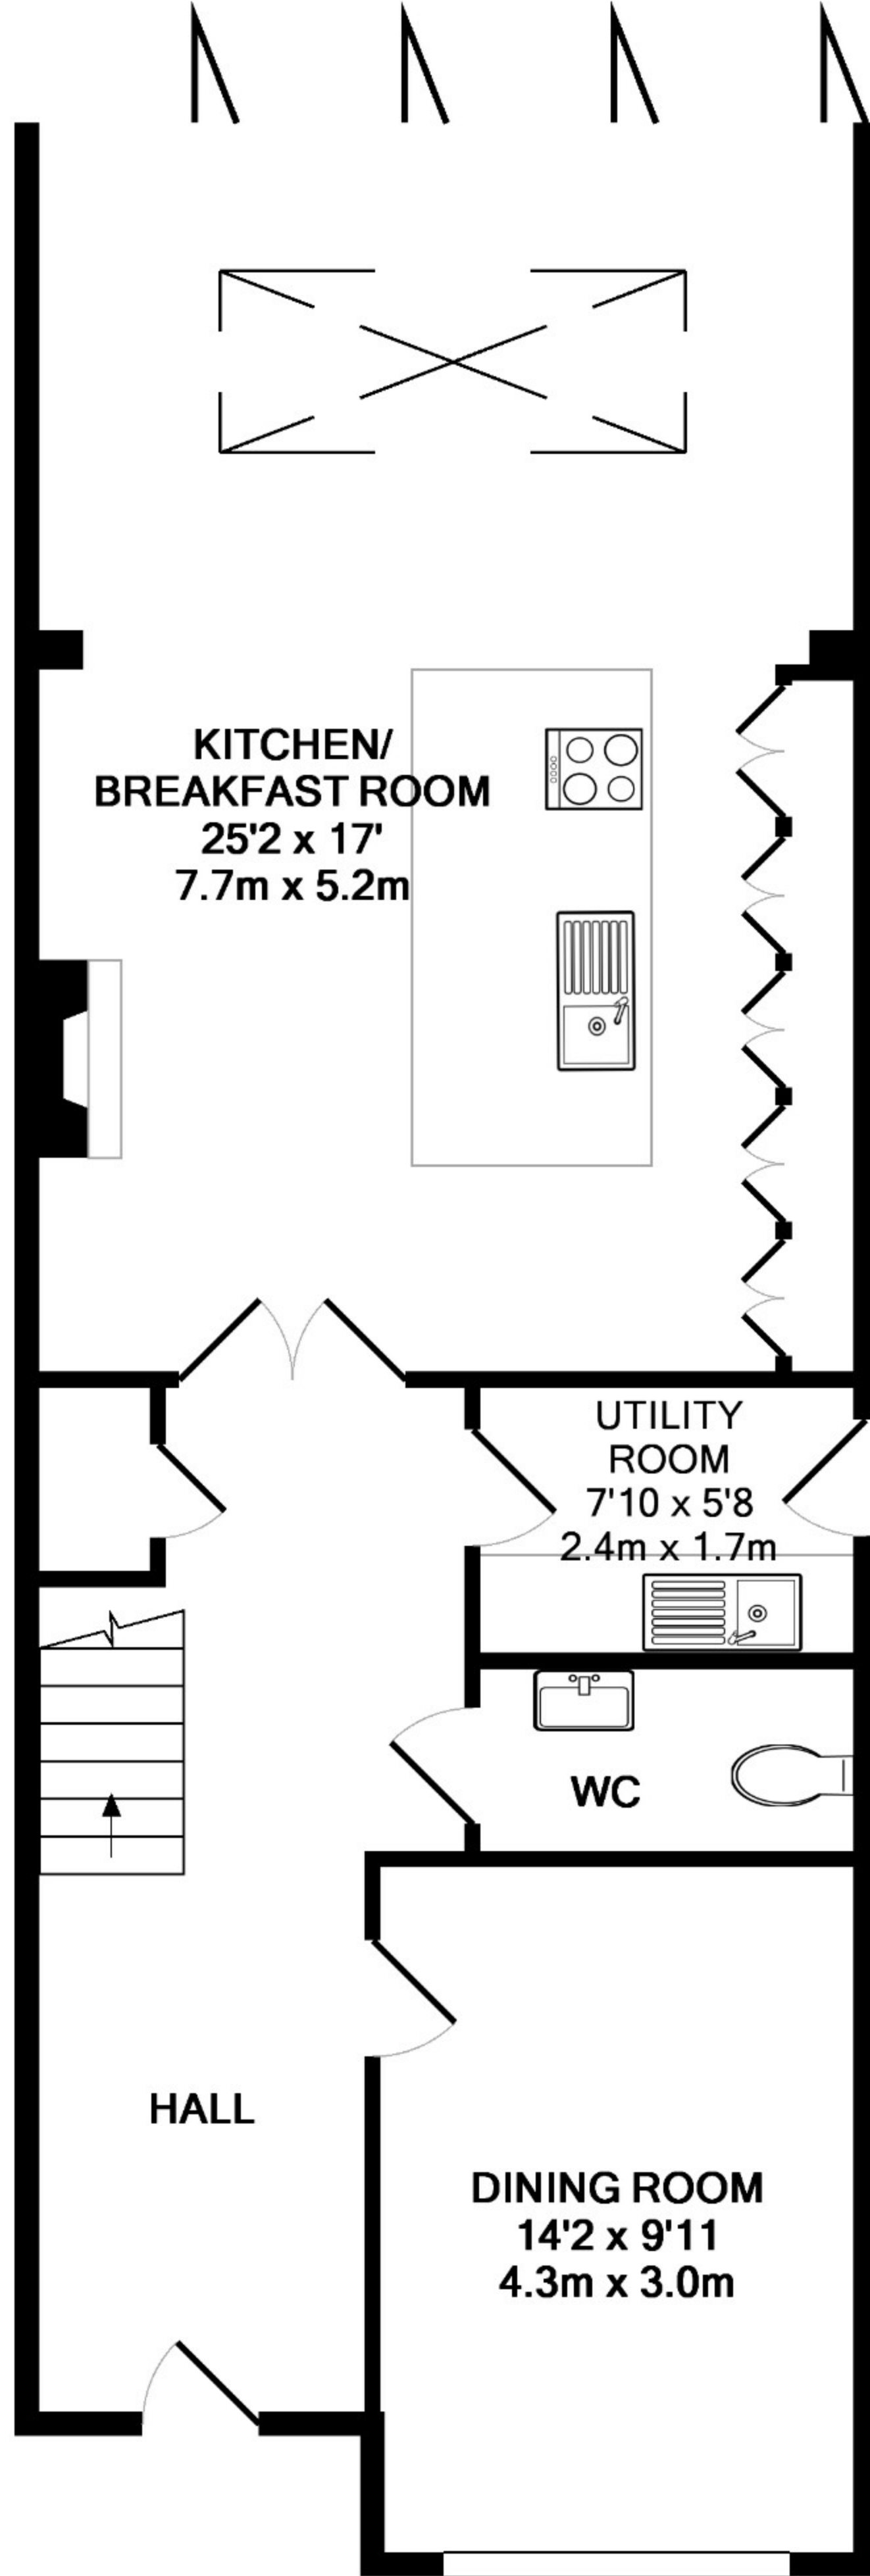 KITCHEN/
BREAKFAST ROOM
25'2 x 17'
7.7m x 5.2m
UTILITY
ROOM
7'10 x 5'8
2.4m x 1.7m
WC
HALL
DINING ROOM
14'2 x 9'11
4.3m x 3.0m